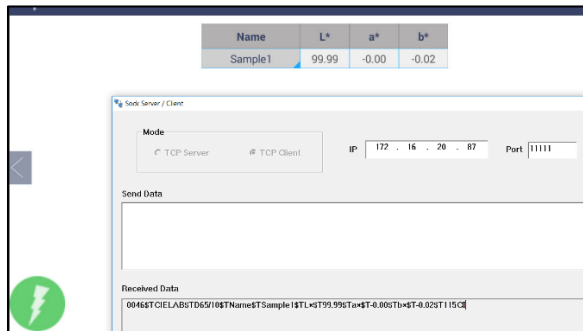 Name L* a* b*
Sample1 99.99 -0.00 -0.02
Sock Server / Client
Mode
TCP Server TCP Client IP 172 . 16 . 20 . 87 Port 11111
Send Data
Received Data
0046$TCIELAB$TD65/10$TName$TSample1$TL*$T99.99$Ta*$T-0.00$Tb*$T-0.02$T115C$